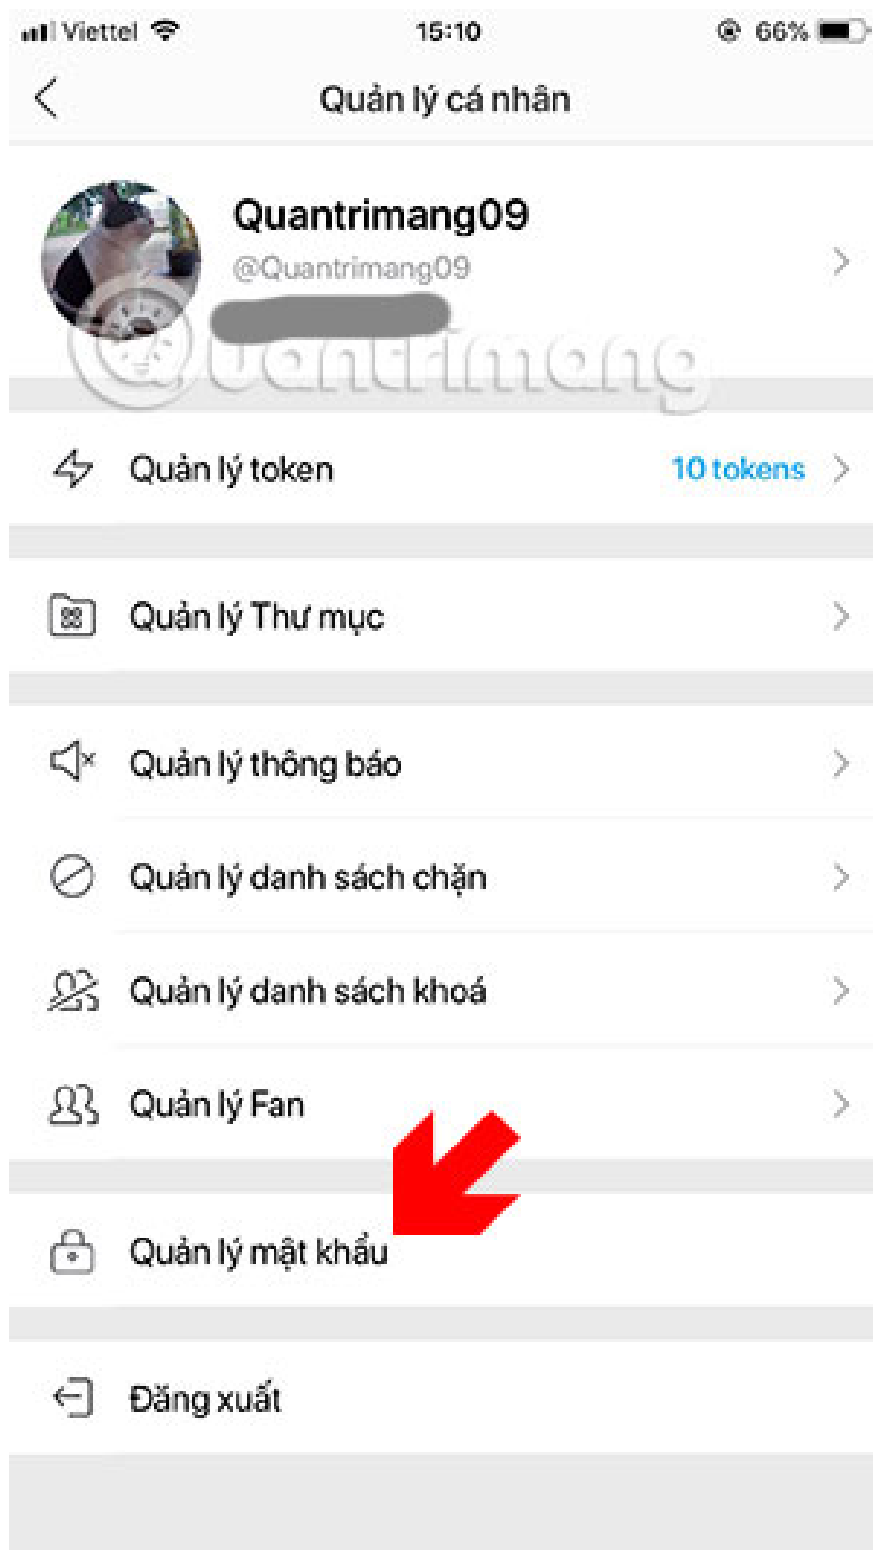 Viettel 15:10 66%
Quản lý cá nhân
Quantrimang09
@Quantrimang09
Quantrimang
Quản lý token 10 tokens
Quản lý Thư mục
Quản lý thông báo
Quản lý danh sách chặn
Quản lý danh sách khoá
Quản lý Fan
Quản lý mật khẩu
Đăng xuất